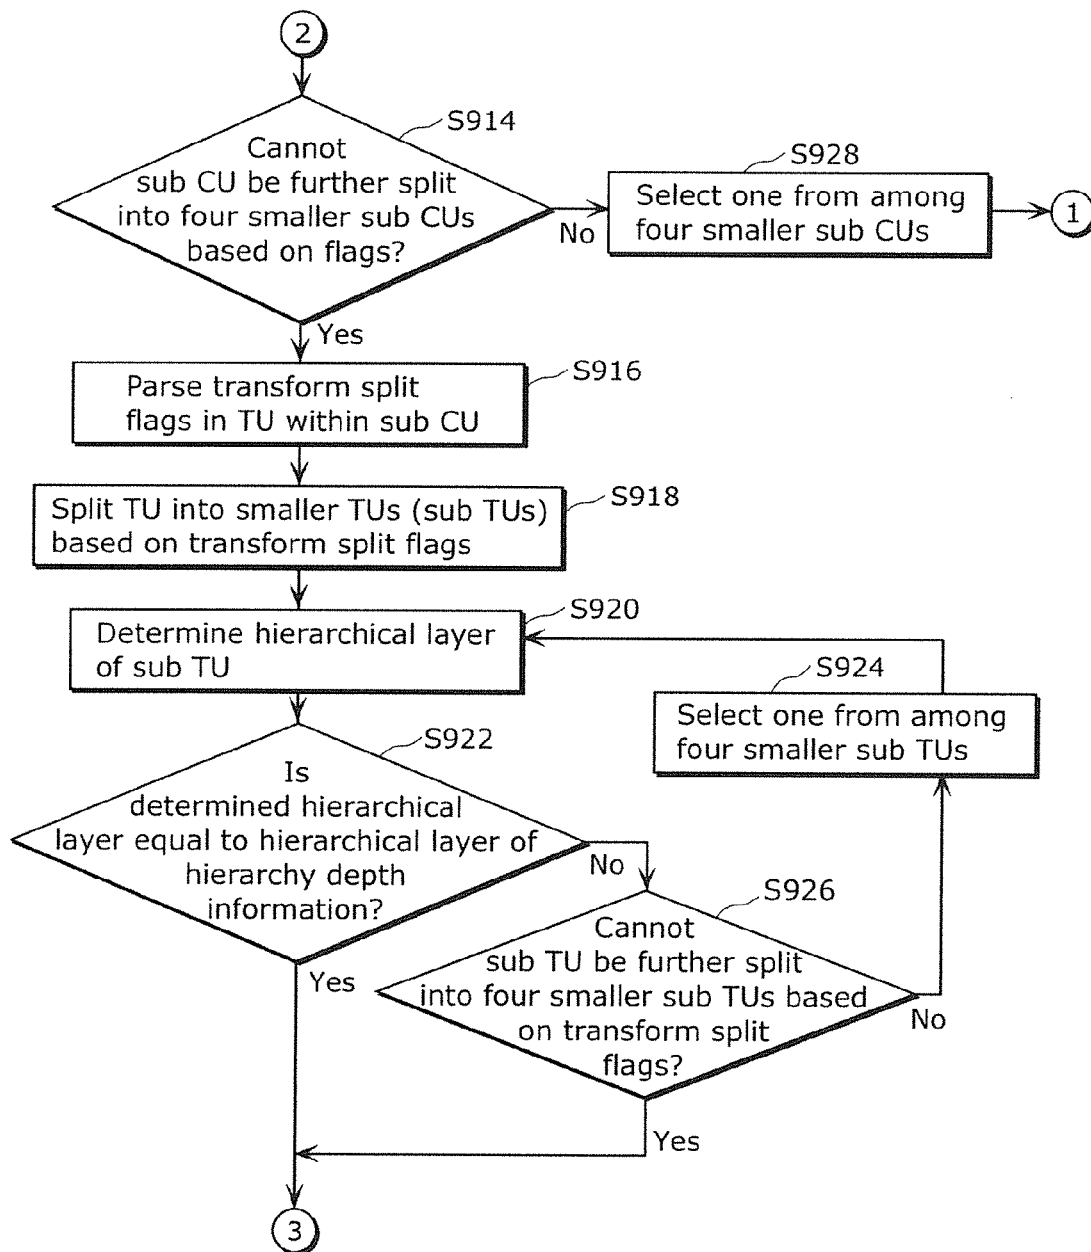 2
S914
Cannot
sub CU be further split
into four smaller sub CUs
based on flags?
No
S928
Select one from among
four smaller sub CUs
1
Yes
S916
Parse transform split
flags in TU within sub CU
S918
Split TU into smaller TUs (sub TUs)
based on transform split flags
S920
Determine hierarchical layer
of sub TU
S924
Select one from among
four smaller sub TUs
S922
Is
determined hierarchical
layer equal to hierarchical layer of
hierarchy depth
information?
No
Yes
S926
Cannot
sub TU be further split
into four smaller sub TUs based
on transform split
flags?
No
Yes
3